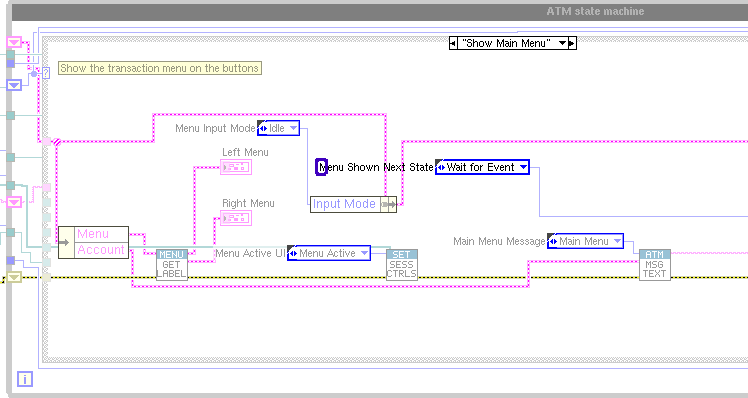 ATM state machine
"Show Main Menu"
?
Show the transaction menu on the buttons
Menu Input Mode Idle
Left Menu
Menu Shown Next State Wait for Event
Right Menu
Input Mode
Menu
Account
Main Menu Message Main Menu
MENU
GET
LABEL
Menu Active UI Menu Active
SET
SESS
CTRLS
ATM
MSG
TEXT
i